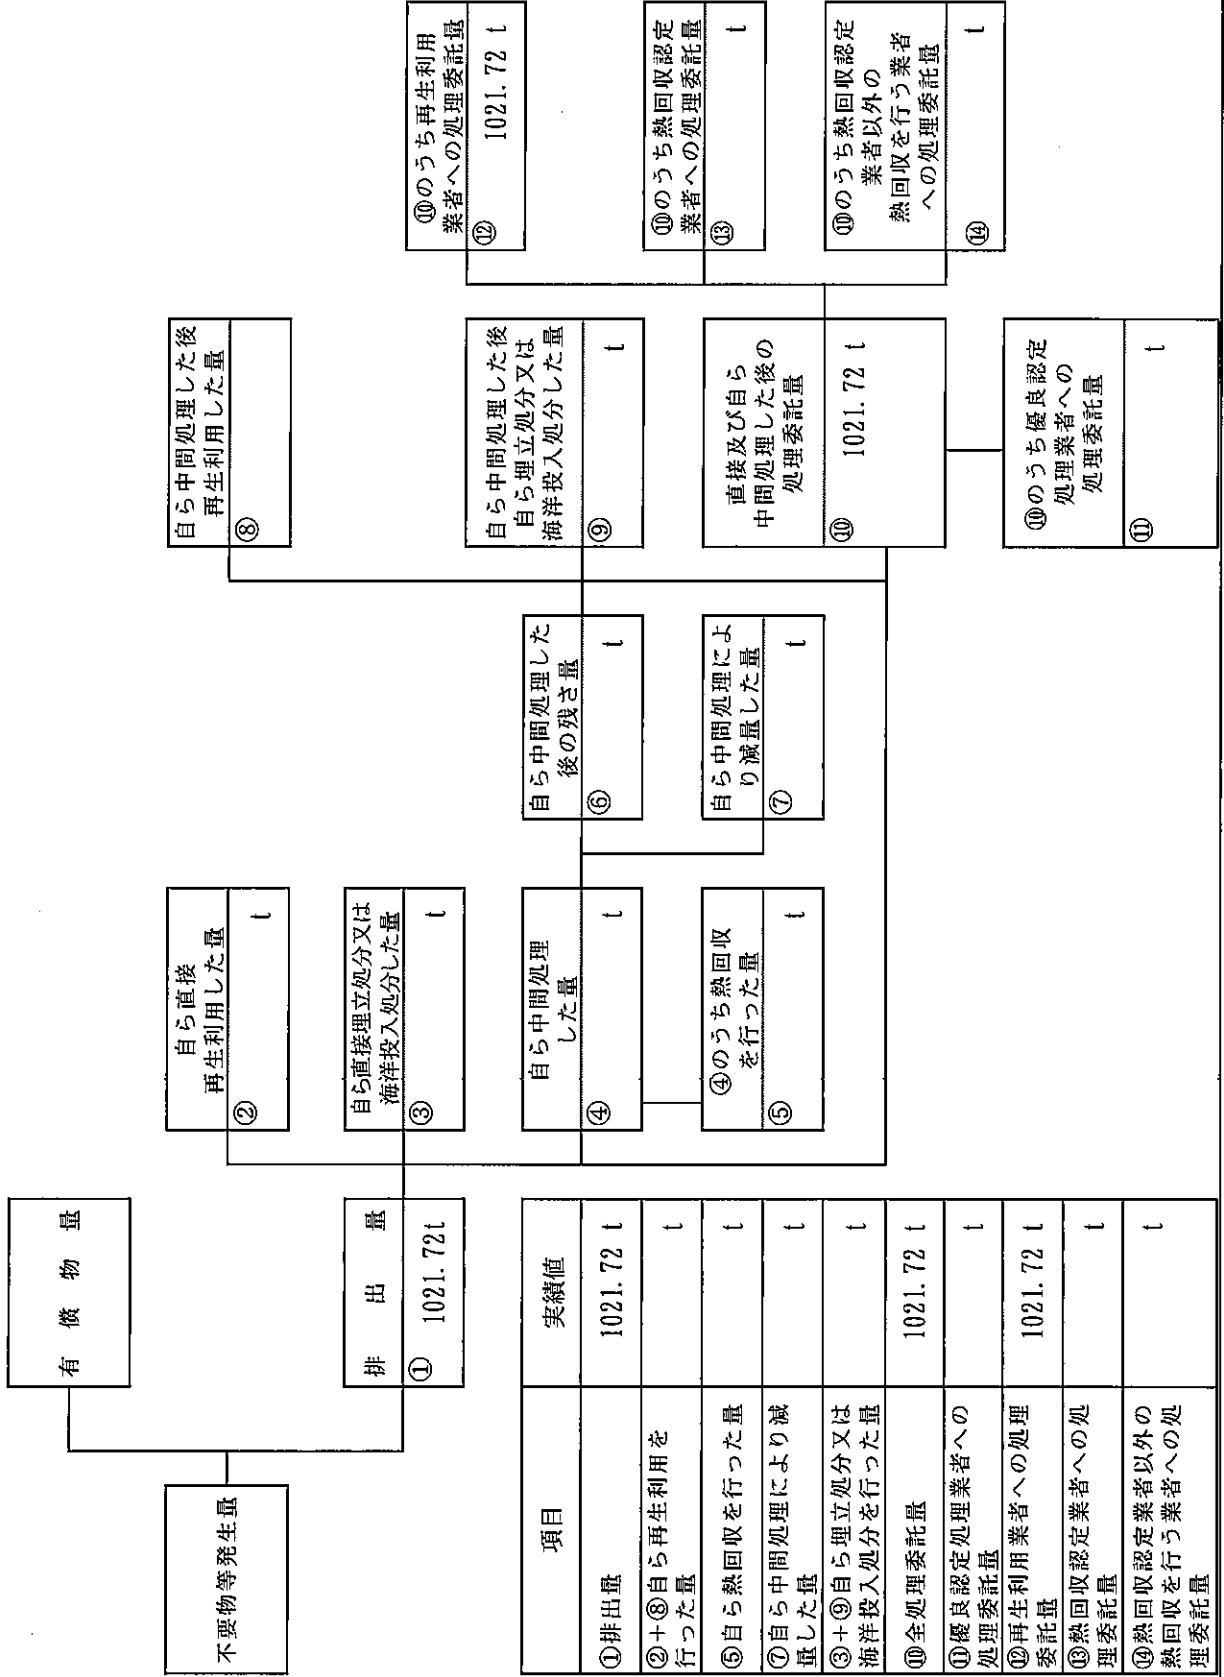 不要物等発生量
有 償 物 量
排 出 量
① 1021.72t
自ら直接
再生利用した量
② t
自ら直接埋立処分又は
海洋投入処分した量
③ t
自ら中間処理
した量
④ t
④のうち熱回収
を行った量
⑤ t
自ら中間処理した
後の残さ量
⑥ t
自ら中間処理によ
り減量した量
⑦ t
自ら中間処理した後
再生利用した量
⑧
自ら中間処理した後
自ら埋立処分又は
海洋投入処分した量
⑨ t
直接及び自ら
中間処理した後の
処理委託量
⑩ 1021.72 t
⑩のうち優良認定
処理業者への
処理委託量
⑪ t
⑩のうち再生利用
業者への処理委託量
⑫ 1021.72 t
⑩のうち熱回収認定
業者への処理委託量
⑬ t
⑩のうち熱回収認定
業者以外の
熱回収を行う業者
への処理委託量
⑭ t
項目 実績値
①排出量 1021.72 t
②+⑧自ら再生利用を
行った量 t
⑤自ら熱回収を行った量 t
⑦自ら中間処理により減
量した量 t
③+⑨自ら埋立処分又は
海洋投入処分を行った量 t
⑩全処理委託量 1021.72 t
⑪優良認定処理業者への
処理委託量 t
⑫再生利用業者への処理
委託量 1021.72 t
⑬熱回収認定業者への処
理委託量 t
⑭熱回収認定業者以外の
熱回収を行う業者への処
理委託量 t